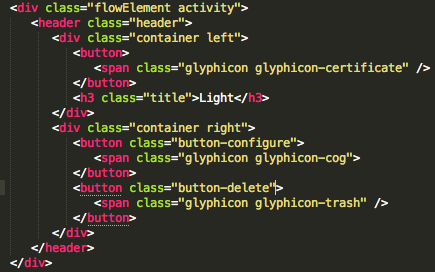 <div class="flowElement activity">
<header class="header">
<div class="container left">
<button>
<span class="glyphicon glyphicon-certificate" />
</button>
<h3 class="title">Light</h3>
</div>
<div class="container right">
<button class="button-configure">
<span class="glyphicon glyphicon-cog" />
</button>
<button class="button-delete">
<span class="glyphicon glyphicon-trash" />
</button>
</div>
</header>
</div>